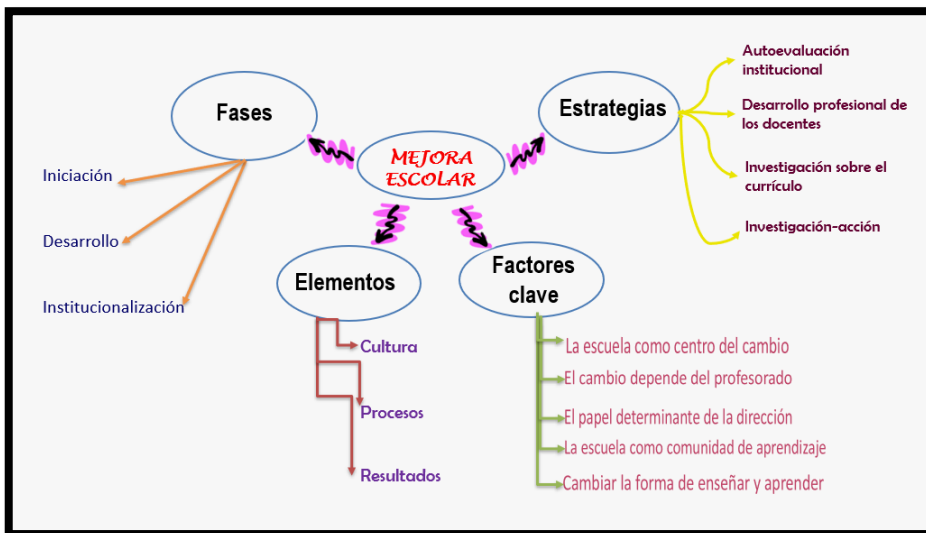 MEJORA
ESCOLAR
Fases
Iniciación
Desarrollo
Institucionalización
Estrategias
Autoevaluación
institucional
Desarrollo profesional de
los docentes
Investigación sobre el
currículo
Investigación-acción
Elementos
Cultura
Procesos
Resultados
Factores
clave
La escuela como centro del cambio
El cambio depende del profesorado
El papel determinante de la dirección
La escuela como comunidad de aprendizaje
Cambiar la forma de enseñar y aprender